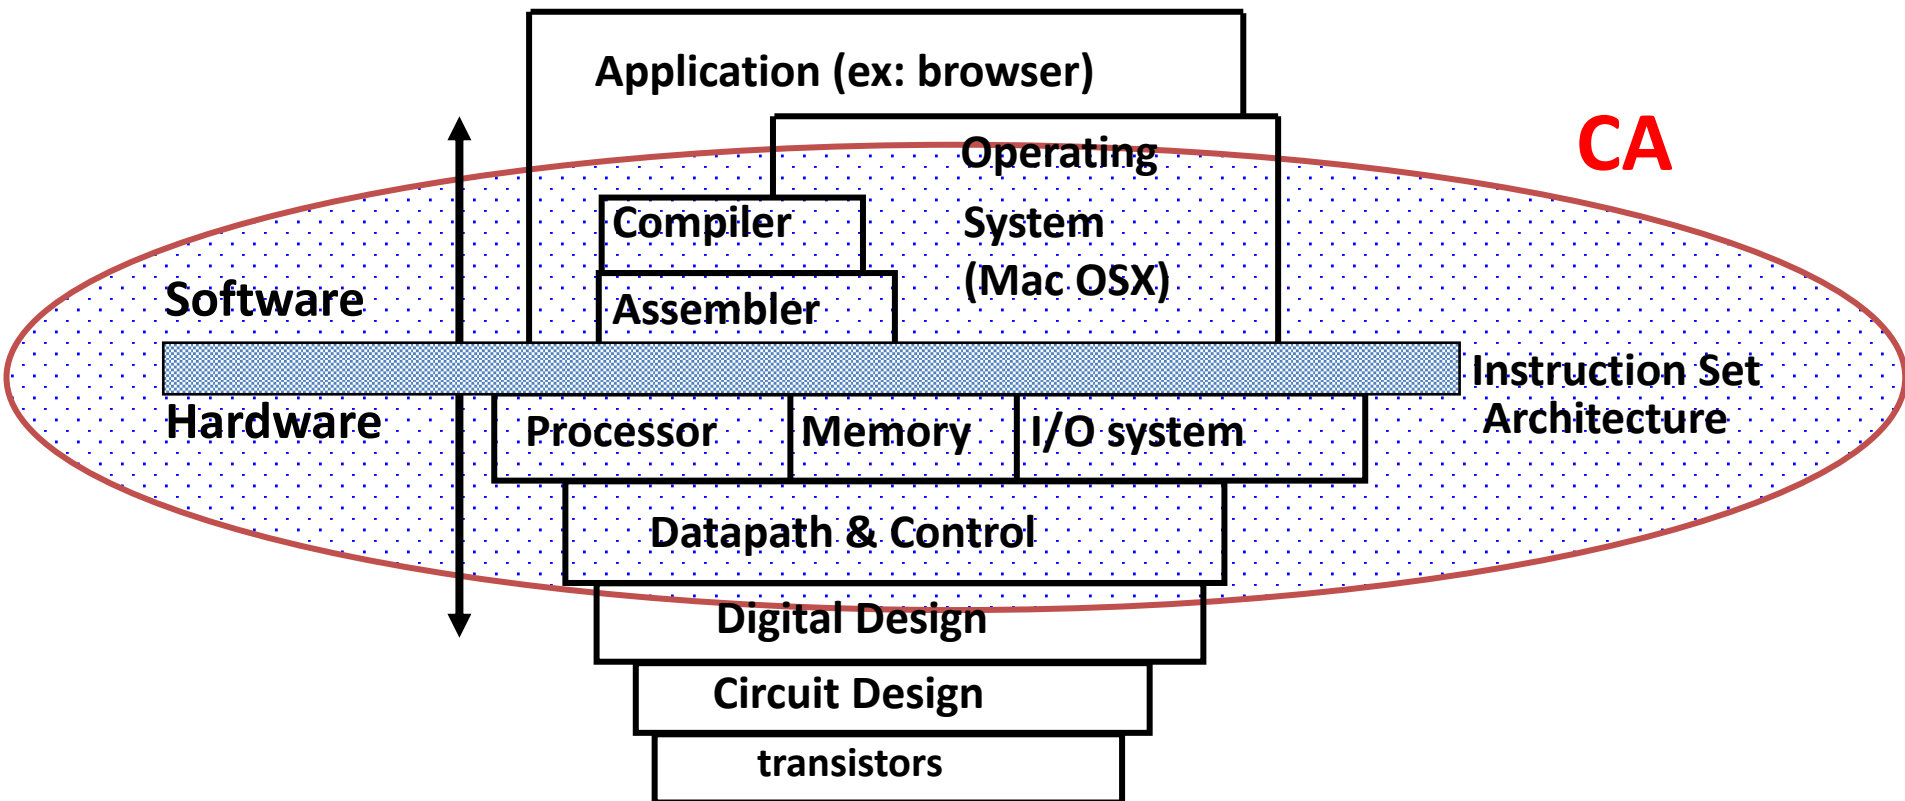 Application (ex: browser)
CA
Operating
System
(Mac OSX)
Compiler
Assembler
Software
Hardware
Instruction Set
Architecture
Processor
Memory
I/O system
Datapath & Control
Digital Design
Circuit Design
transistors